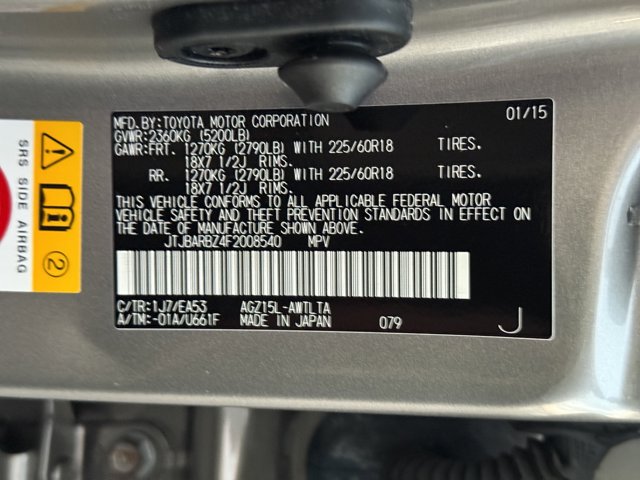 MFD.BY:TOYOTA MOTOR CORPORATION 01/15
GVWR:2360KG (5200LB)
GAWR:FRT. 1270KG (2790LB) WITH 225/60R18 TIRES.
18X7 1/2J RIMS.
RR. 1270KG (2790LB) WITH 225/60R18 TIRES.
18X7 1/2J RIMS.
THIS VEHICLE CONFORMS TO ALL APPLICABLE FEDERAL MOTOR
VEHICLE SAFETY AND THEFT PREVENTION STANDARDS IN EFFECT ON
THE DATE OF MANUFACTURE SHOWN ABOVE.
JTJBARBZ4F2008540 MPV
C/TR:1J7/EA53 AGZ15L-AWTLTA
A/TM:-01A/U661F MADE IN JAPAN 079
J
SRS SIDE AIRBAG
2